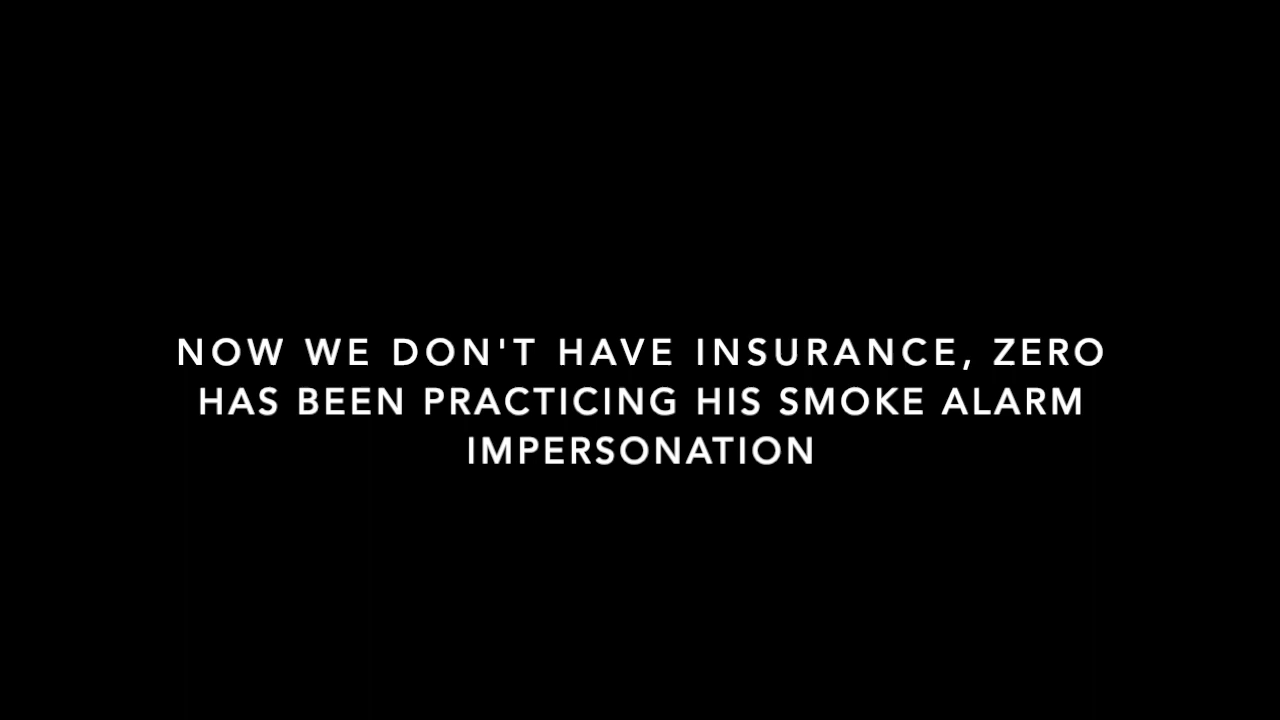 NOW WE DON'T HAVE INSURANCE, ZERO
HAS BEEN PRACTICING HIS SMOKE ALARM
IMPERSONATION